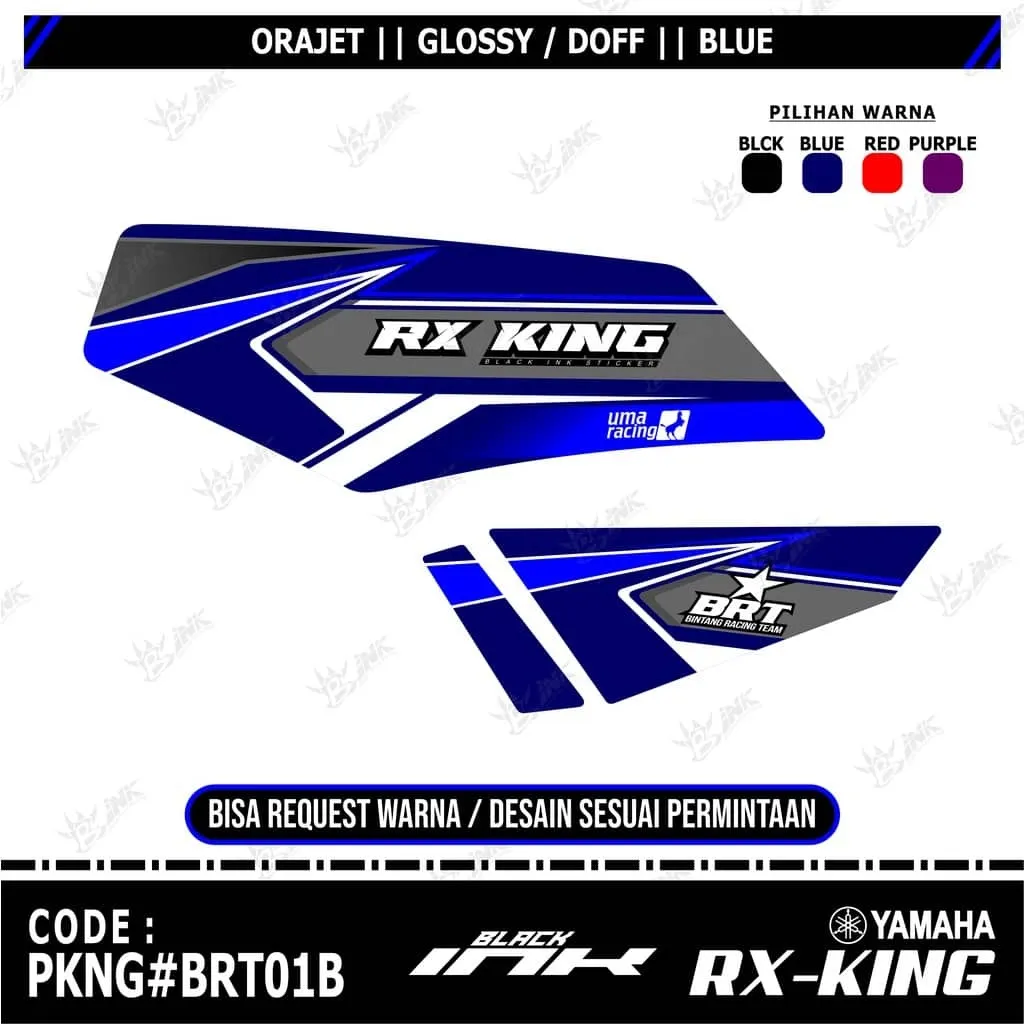 ORAJET || GLOSSY / DOFF || BLUE
PILIHAN WARNA
BLCK BLUE RED PURPLE
RX KING
BLACK INK STICKER
uma
racing
BRT
BINTANG RACING TEAM
BISA REQUEST WARNA / DESAIN SESUAI PERMINTAAN
CODE :
PKNG#BRT01B
BLACK
INK
YAMAHA
RX-KING